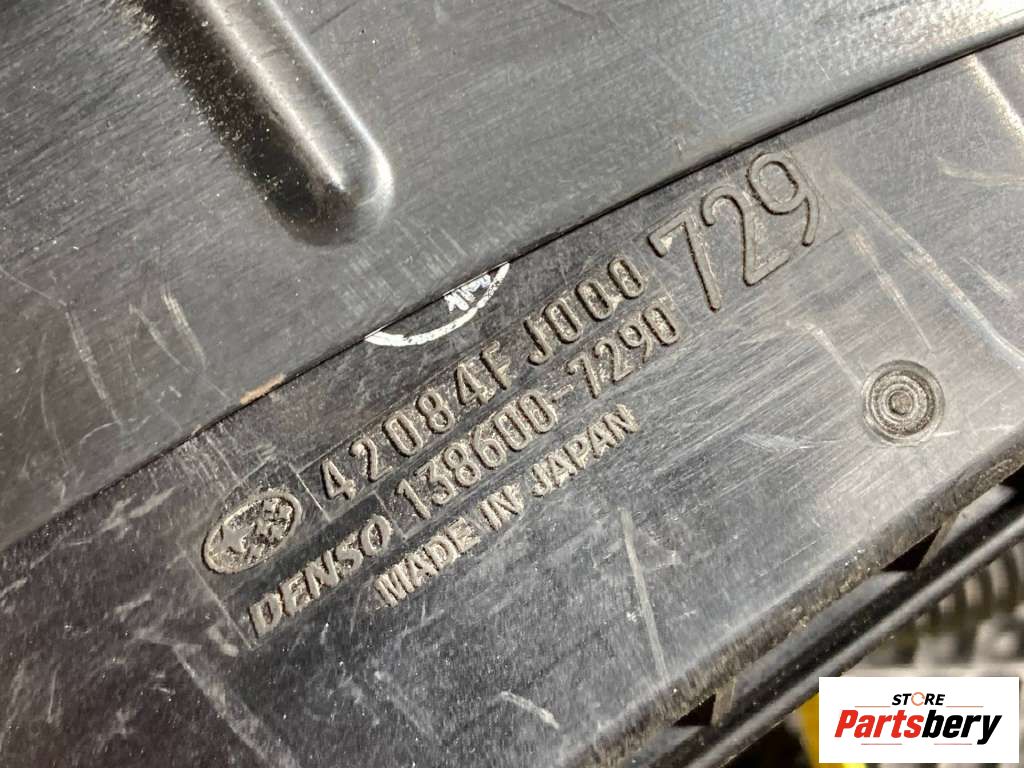 42084FJ000
729
DENSO 138600-7290
MADE IN JAPAN
STORE
Partsbery